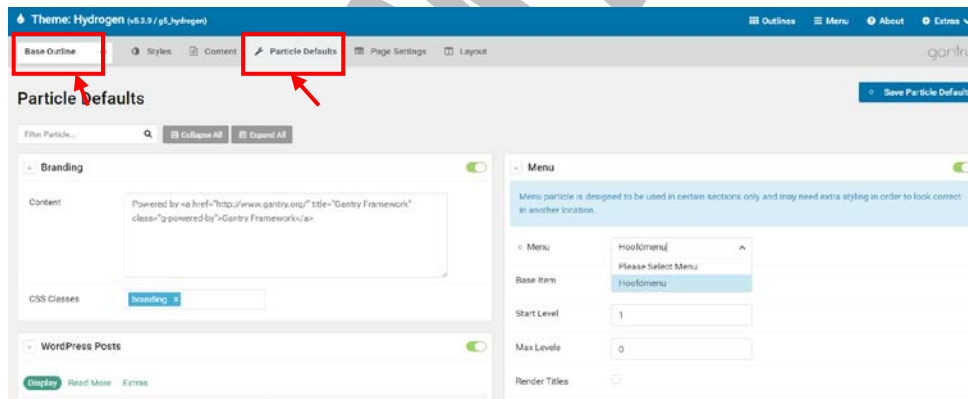 Theme: Hydrogen (v5.3.9 / g5_hydrogen)
Outlines Menu About Extras
Base Outline Styles Content Particle Defaults Page Settings Layout
Particle Defaults
Save Particle Default
Filter Particle... Collapse All Expand All
Branding
Content
Powered by <a href="http://www.gantry.org/" title="Gantry Framework"
class="g-powered-by">Gantry Framework</a>
CSS Classes branding x
WordPress Posts
Display Read More Extras
Menu
Menu particle is designed to be used in certain sections only and may need extra styling in order to look correct
in another location.
Menu Hoofdmenu
Please Select Menu
Base Item Hoofdmenu
Start Level 1
Max Levels 0
Render Titles